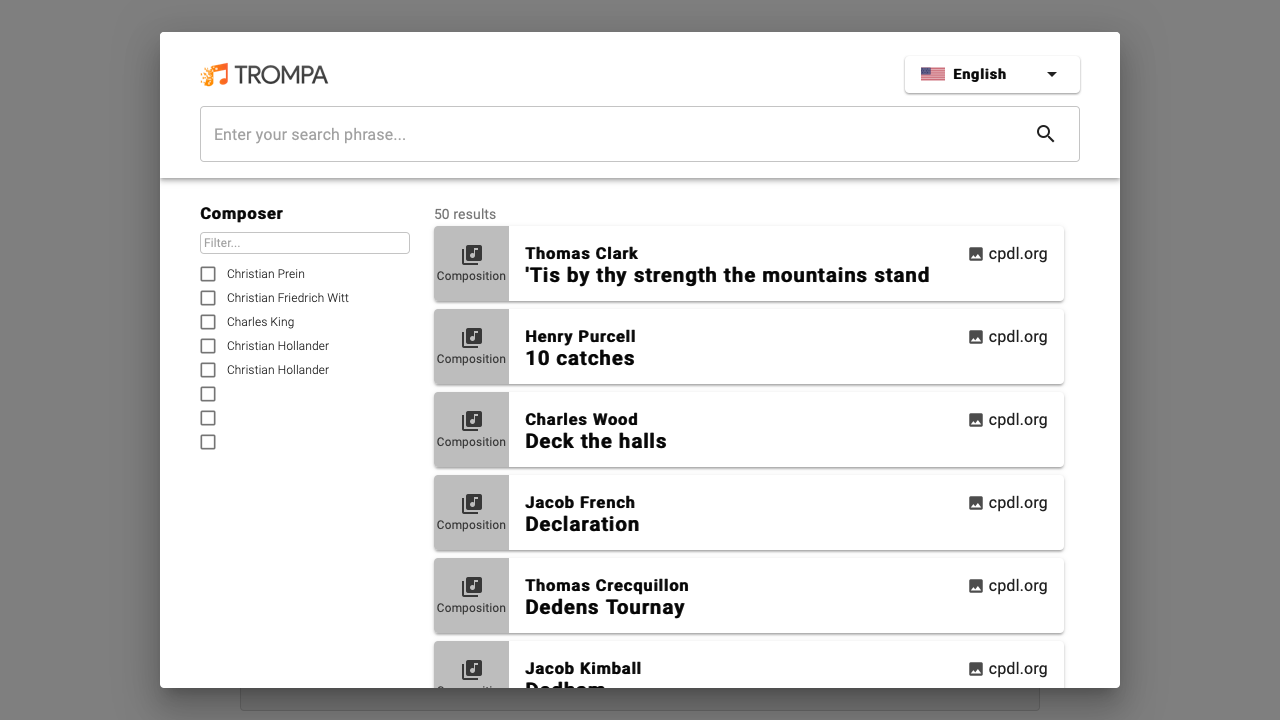 TROMPA
English
Enter your search phrase...
Composer
Filter...
Christian Prein
Christian Friedrich Witt
Charles King
Christian Hollander
Christian Hollander
50 results
Composition
Thomas Clark
'Tis by thy strength the mountains stand
cpdl.org
Composition
Henry Purcell
10 catches
cpdl.org
Composition
Charles Wood
Deck the halls
cpdl.org
Composition
Jacob French
Declaration
cpdl.org
Composition
Thomas Crecquillon
Dedens Tournay
cpdl.org
Composition
Jacob Kimball
Dedham
cpdl.org